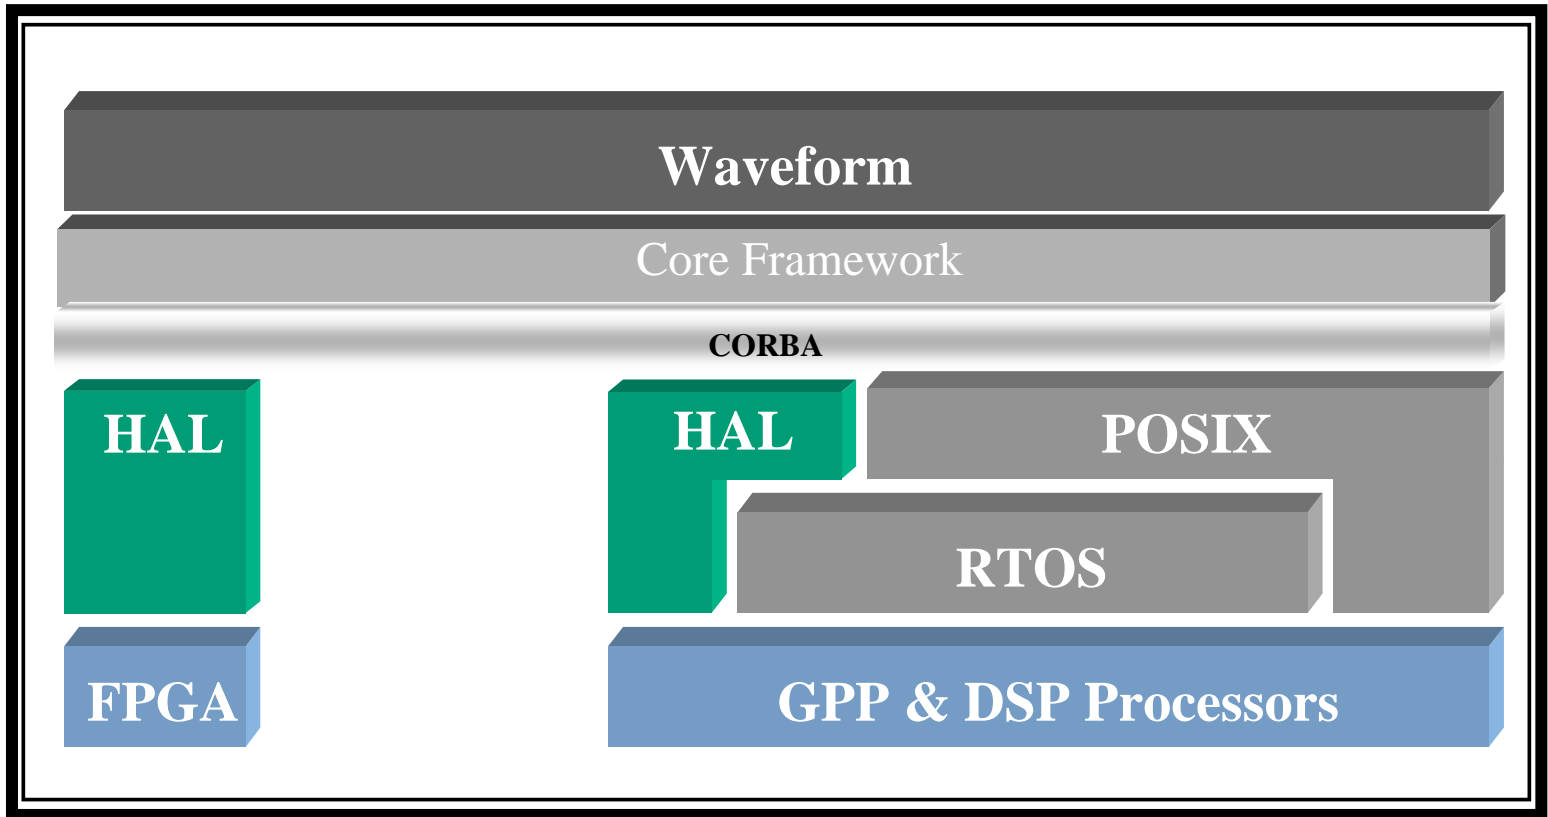 Waveform
Core Framework
CORBA
HAL
HAL
POSIX
RTOS
FPGA
GPP & DSP Processors